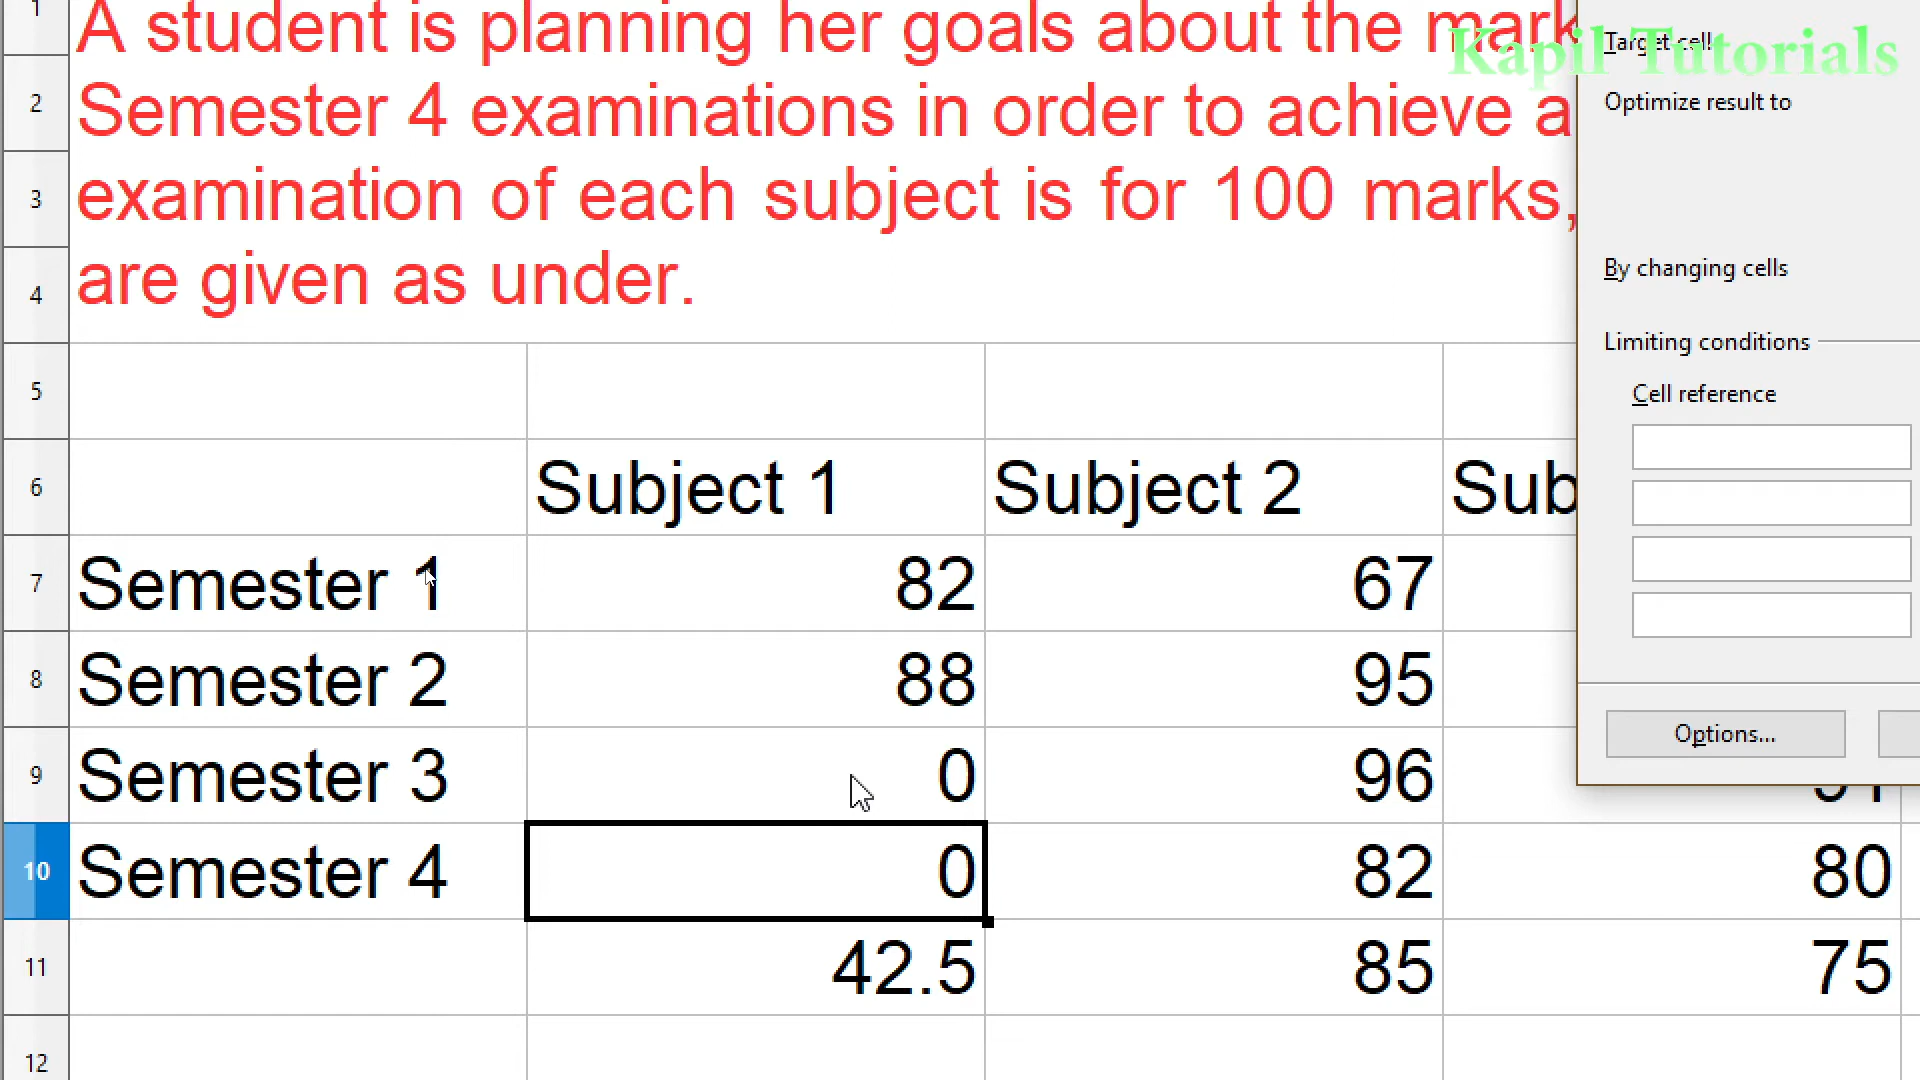 1 A student is planning her goals about the mark
2 Semester 4 examinations in order to achieve a
3 examination of each subject is for 100 marks,
4 are given as under.
5
6 Subject 1 Subject 2 Sub
7 Semester 1 82 67
8 Semester 2 88 95
9 Semester 3 0 96
10 Semester 4 0 82 80
11 42.5 85 75
12
Kapil Tutorials
Target cell
Optimize result to
By changing cells
Limiting conditions
Cell reference
Options...